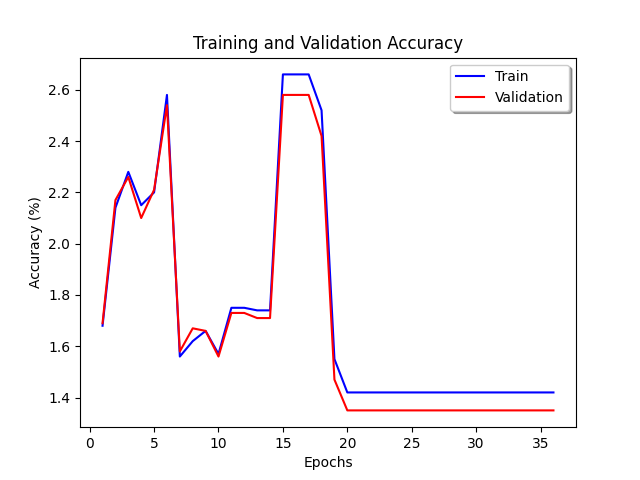 Training and Validation Accuracy
Train
Validation
Accuracy (%)
2.6
2.4
2.2
2.0
1.8
1.6
1.4
0 5 10 15 20 25 30 35
Epochs